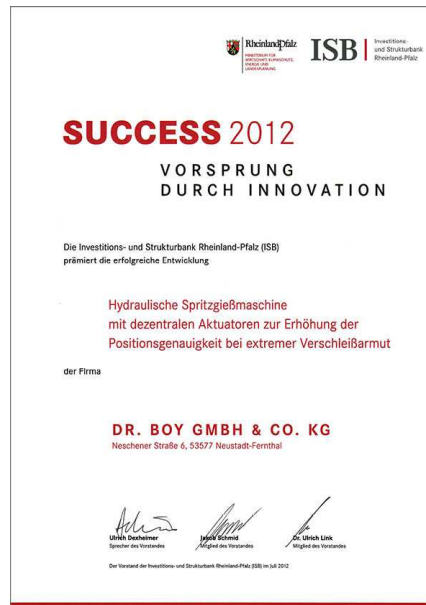 RheinlandPfalz
MINISTERIUM FÜR
WIRTSCHAFT, KLIMASCHUTZ,
ENERGIE UND
LANDESPLANUNG
ISB
Investitions-
und Strukturbank
Rheinland-Pfalz
SUCCESS 2012
VORSPRUNG
DURCH INNOVATION
Die Investitions- und Strukturbank Rheinland-Pfalz (ISB)
prämiert die erfolgreiche Entwicklung
Hydraulische Spritzgießmaschine
mit dezentralen Aktuatoren zur Erhöhung der
Positionsgenauigkeit bei extremer Verschleißarmut
der Firma
DR. BOY GMBH & CO. KG
Neschener Straße 6, 53577 Neustadt-Fernthal
Ulrich Dexheimer
Sprecher des Vorstandes
Jakob Schmid
Mitglied des Vorstandes
Dr. Ulrich Link
Mitglied des Vorstandes
Der Vorstand der Investitions- und Strukturbank Rheinland-Pfalz (ISB) im Juli 2012